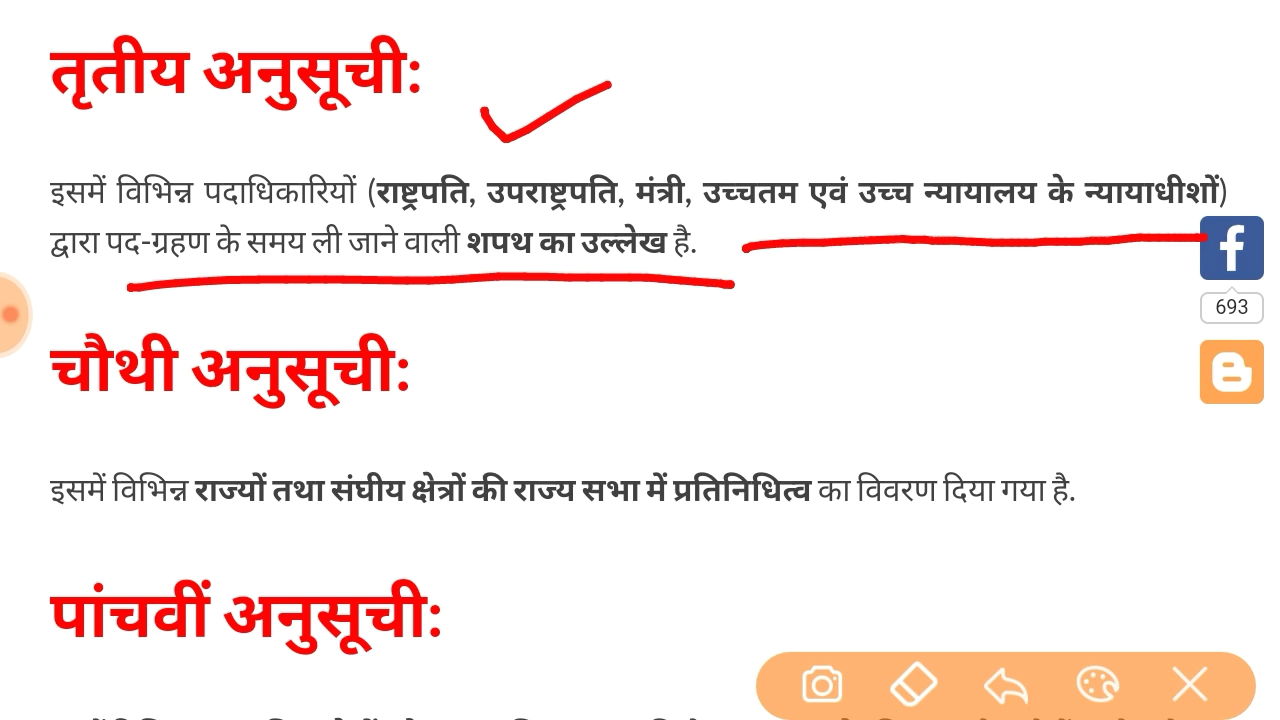 तृतीय अनुसूची:
इसमें विभिन्न पदाधिकारियों (राष्ट्रपति, उपराष्ट्रपति, मंत्री, उच्चतम एवं उच्च न्यायालय के न्यायाधीशों)
द्वारा पद-ग्रहण के समय ली जाने वाली शपथ का उल्लेख है.
693
चौथी अनुसूची:
इसमें विभिन्न राज्यों तथा संघीय क्षेत्रों की राज्य सभा में प्रतिनिधित्व का विवरण दिया गया है.
पांचवीं अनुसूची: